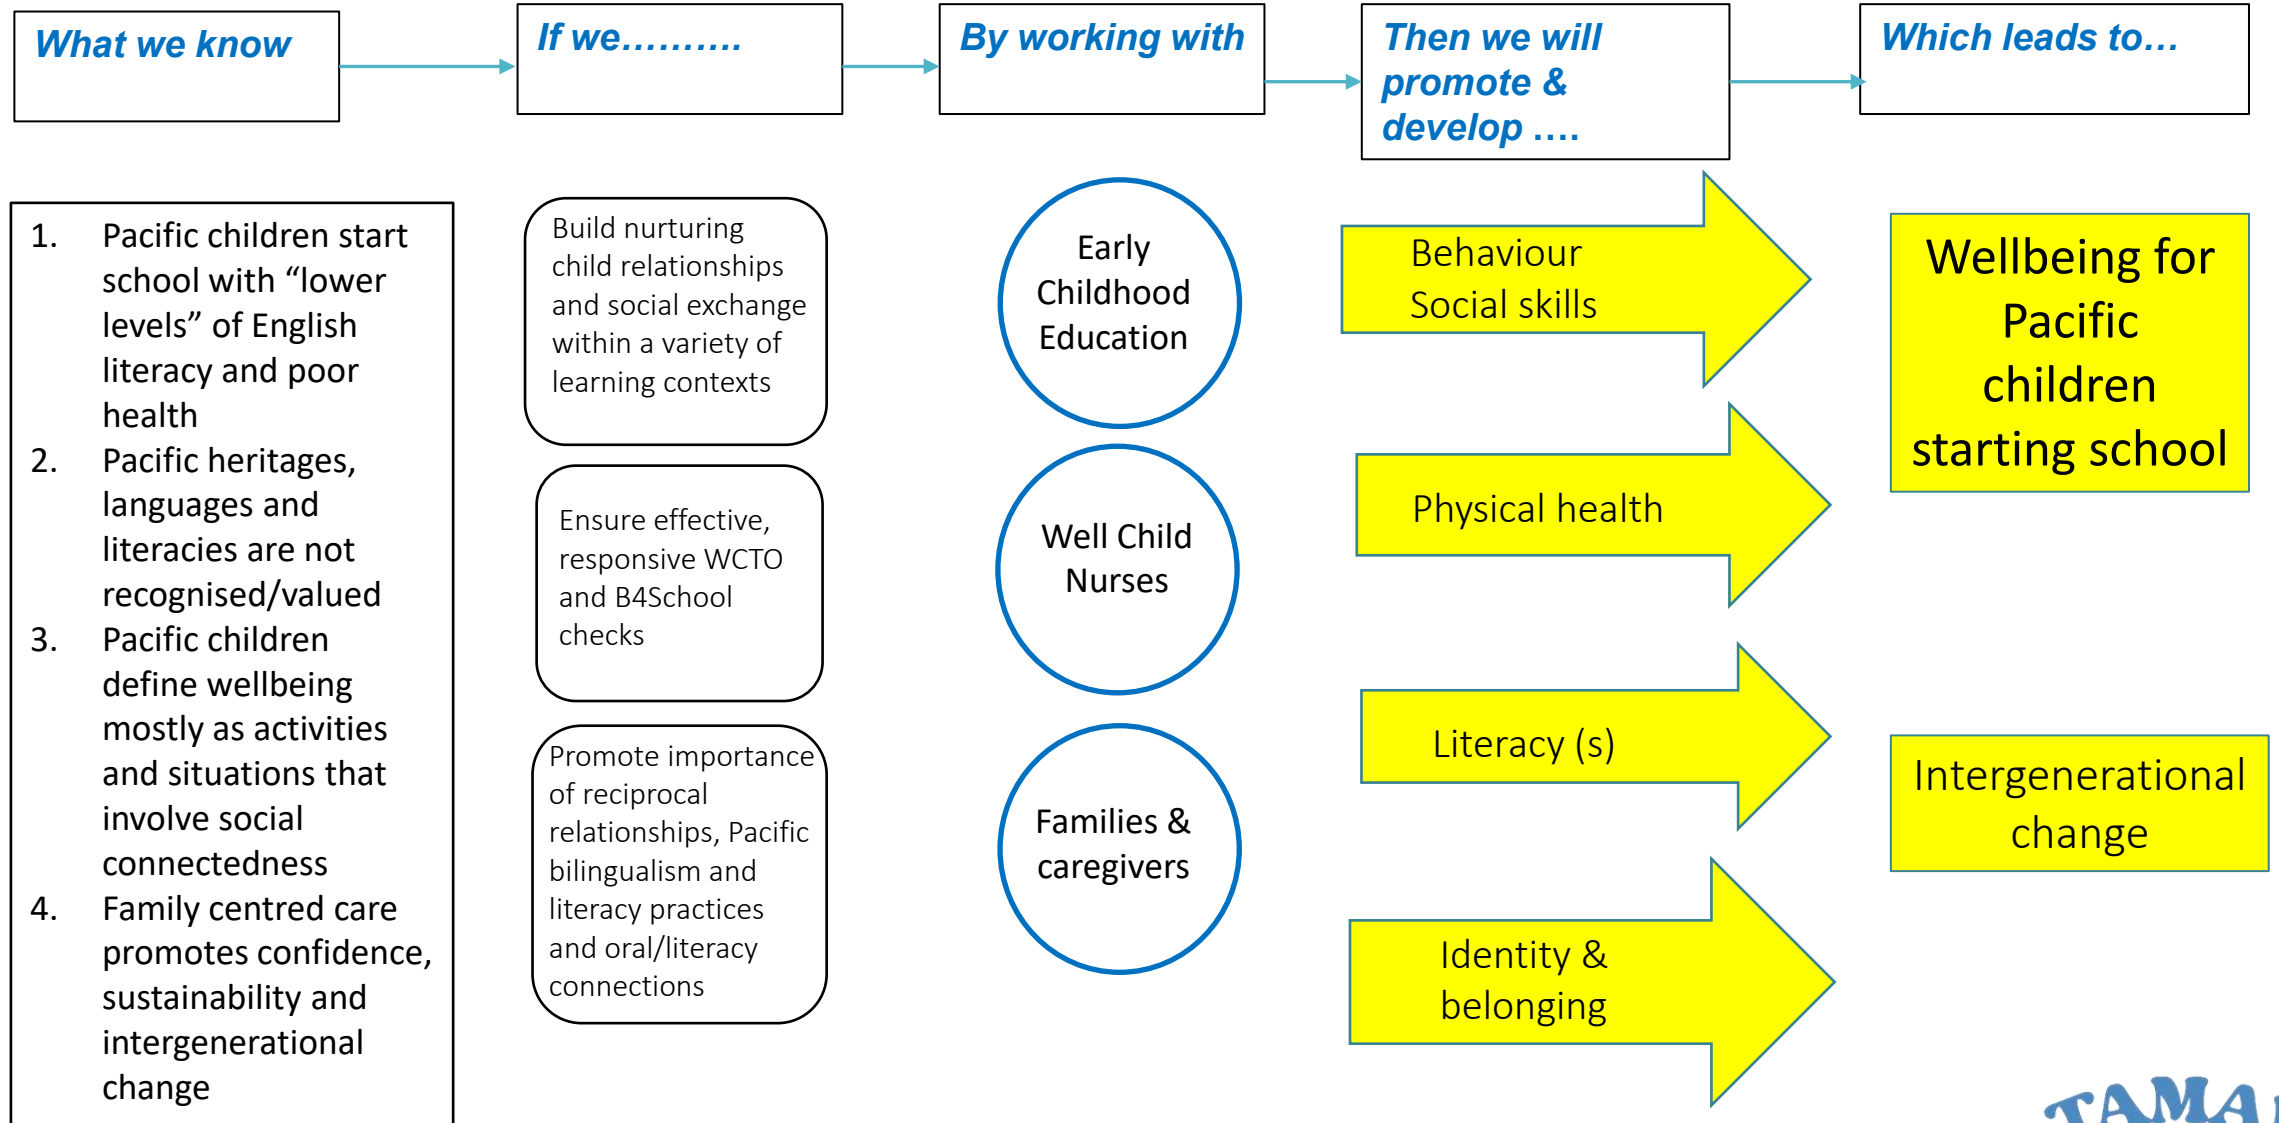 What we know
If we……….
By working with
Then we will
promote &
develop ….
Which leads to…
1. Pacific children start
school with “lower
levels” of English
literacy and poor
health
2. Pacific heritages,
languages and
literacies are not
recognised/valued
3. Pacific children
define wellbeing
mostly as activities
and situations that
involve social
connectedness
4. Family centred care
promotes confidence,
sustainability and
intergenerational
change
Build nurturing
child relationships
and social exchange
within a variety of
learning contexts
Ensure effective,
responsive WCTO
and B4School
checks
Promote importance
of reciprocal
relationships, Pacific
bilingualism and
literacy practices
and oral/literacy
connections
Early
Childhood
Education
Well Child
Nurses
Families &
caregivers
Behaviour
Social skills
Physical health
Literacy (s)
Identity &
belonging
Wellbeing for
Pacific
children
starting school
Intergenerational
change